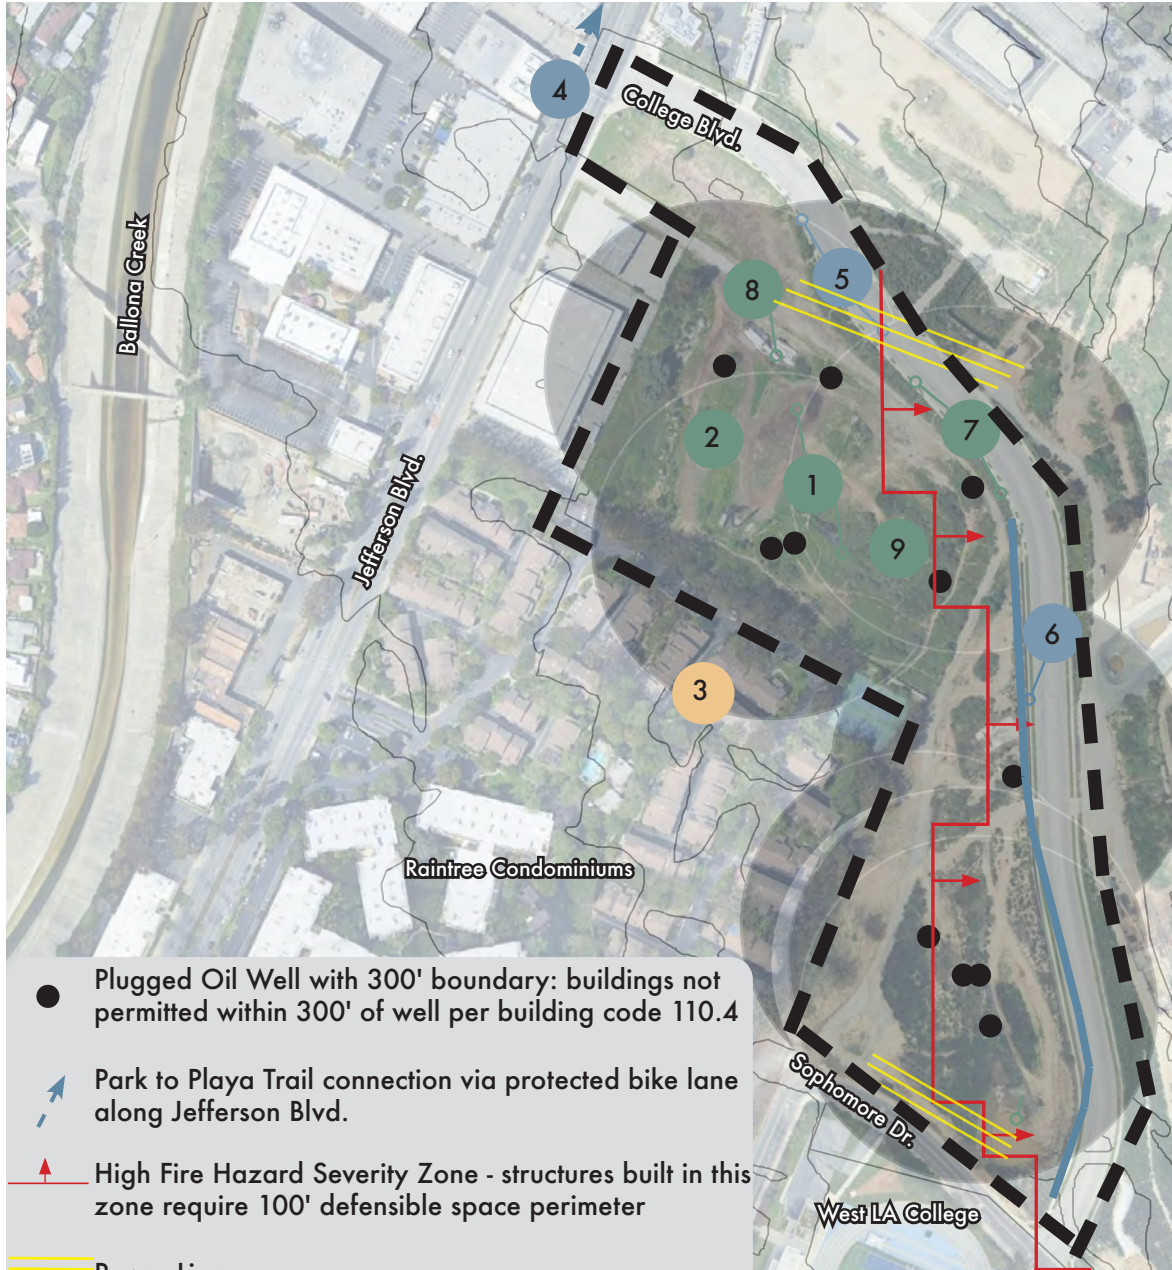 4
College Blvd.
Ballona Creek
5
8
2
7
1
Jefferson Blvd.
9
6
3
Raintree Condominiums
Sophomore Dr.
West LA College
Plugged Oil Well with 300' boundary: buildings not
permitted within 300' of well per building code 110.4
Park to Playa Trail connection via protected bike lane
along Jefferson Blvd.
High Fire Hazard Severity Zone - structures built in this
zone require 100' defensible space perimeter